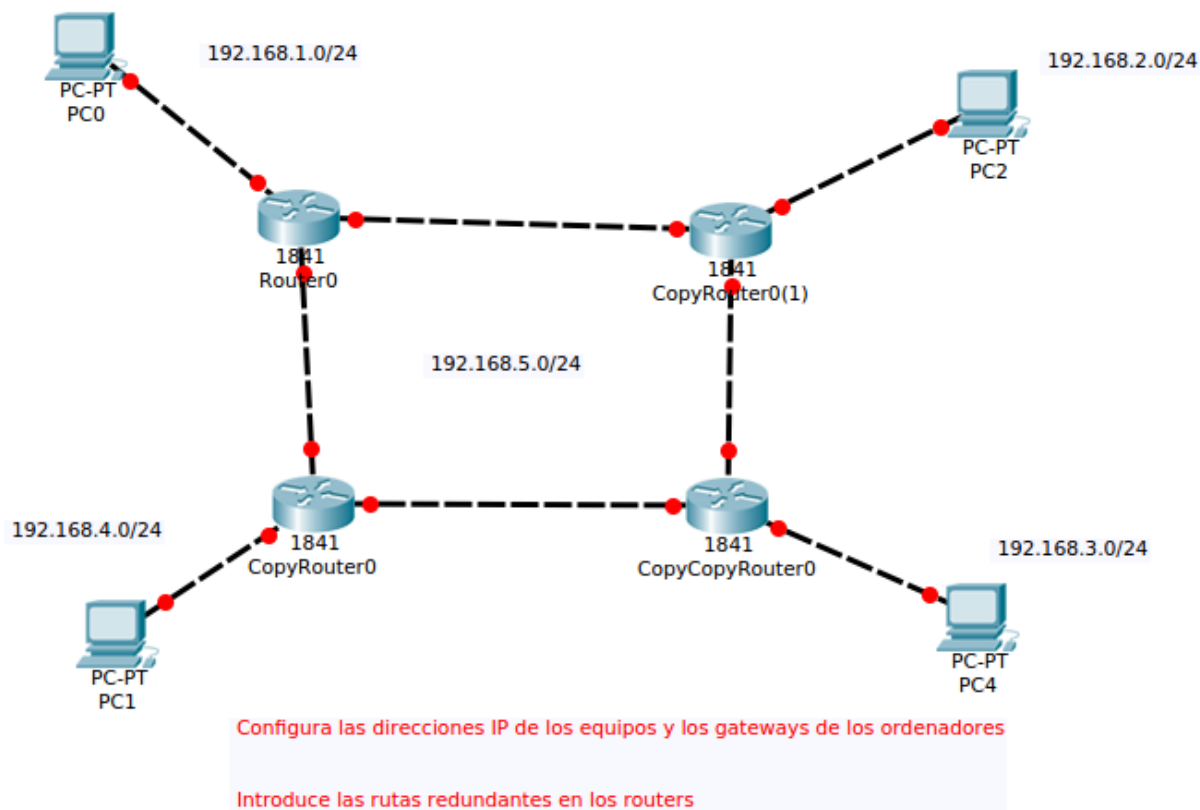 192.168.1.0/24
PC-PT
PC0
192.168.2.0/24
PC-PT
PC2
1841
Router0
1841
CopyRouter0(1)
192.168.5.0/24
192.168.4.0/24
1841
CopyRouter0
1841
CopyCopyRouter0
192.168.3.0/24
PC-PT
PC1
PC-PT
PC4
Configura las direcciones IP de los equipos y los gateways de los ordenadores
Introduce las rutas redundantes en los routers